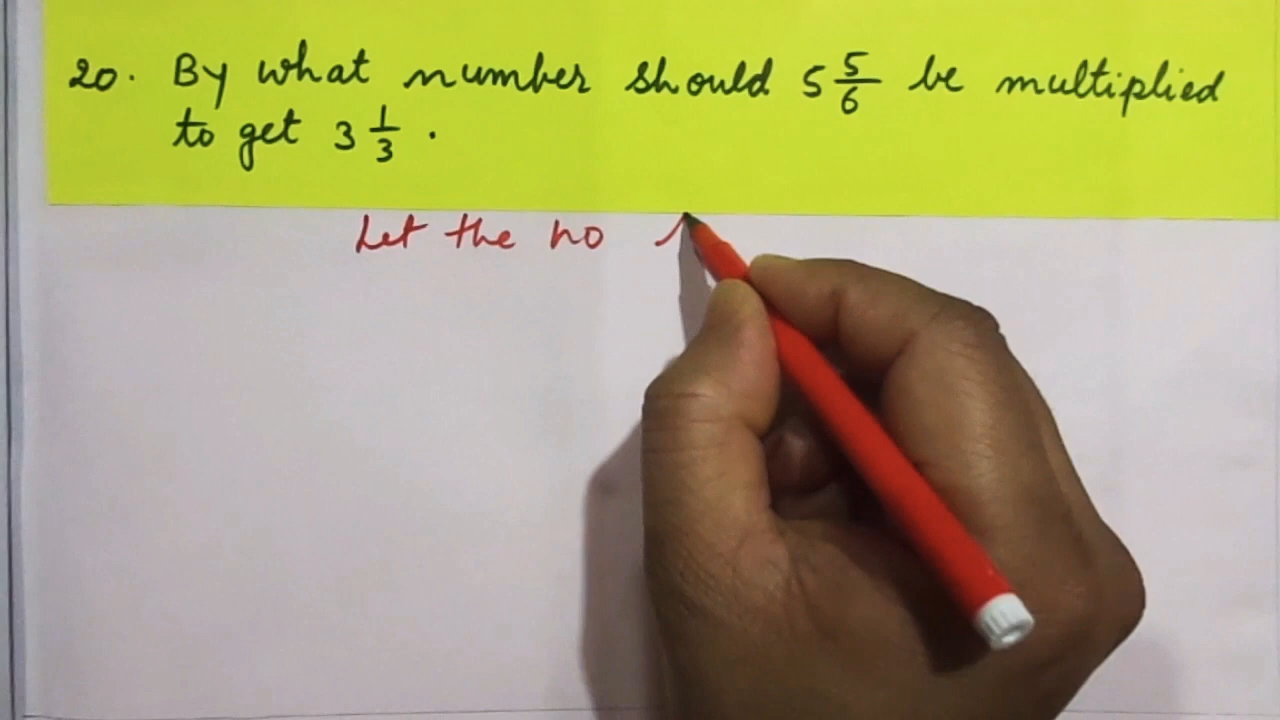 20. By what number should 5 5/6 be multiplied
to get 3 1/3 .
Let the no